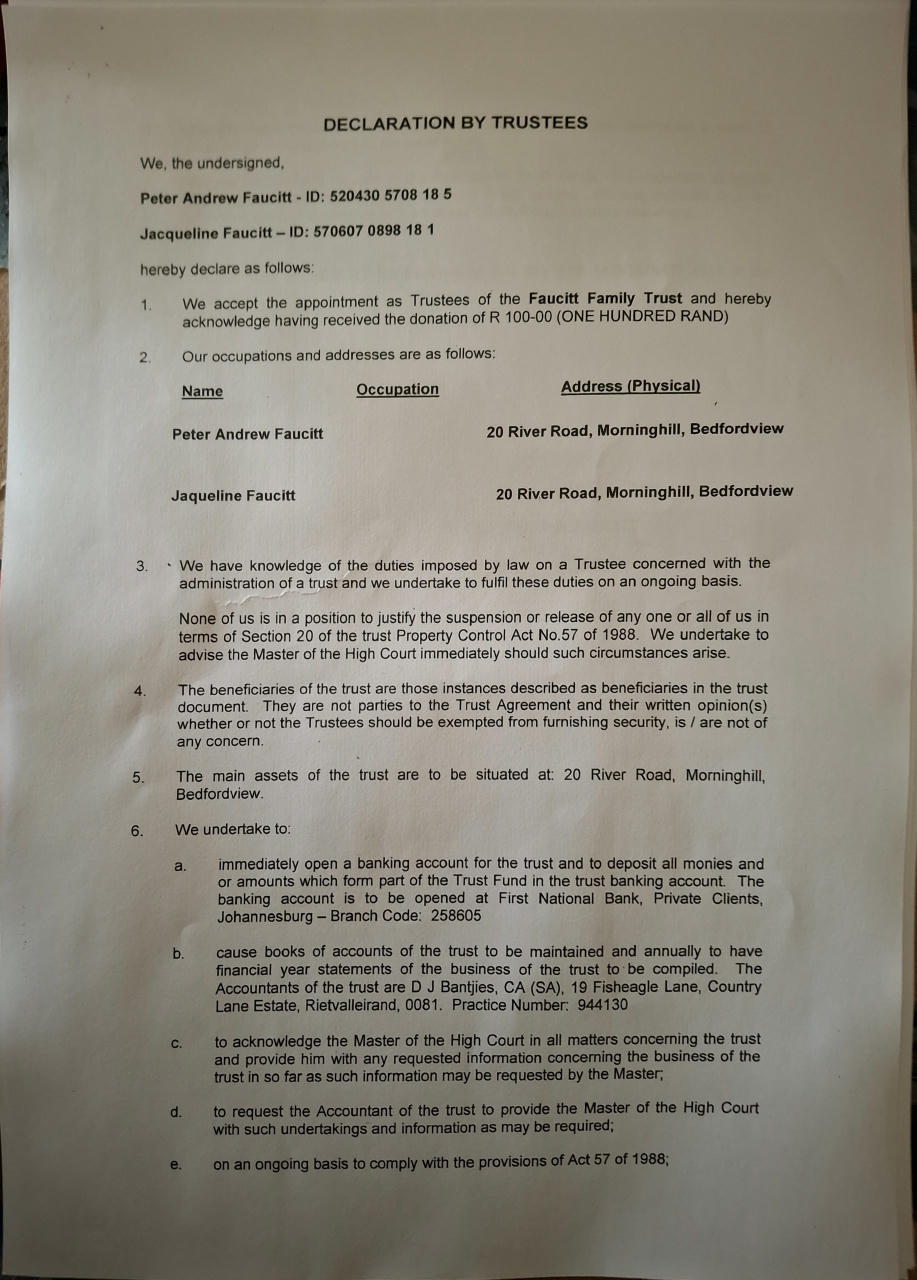 DECLARATION BY TRUSTEES
We, the undersigned,
Peter Andrew Faucitt - ID: 520430 5708 18 5
Jacqueline Faucitt – ID: 570607 0898 18 1
hereby declare as follows:
1. We accept the appointment as Trustees of the Faucitt Family Trust and hereby
acknowledge having received the donation of R 100-00 (ONE HUNDRED RAND)
2. Our occupations and addresses are as follows:
Name Occupation Address (Physical)
Peter Andrew Faucitt 20 River Road, Morninghill, Bedfordview
Jaqueline Faucitt 20 River Road, Morninghill, Bedfordview
3. We have knowledge of the duties imposed by law on a Trustee concerned with the
administration of a trust and we undertake to fulfil these duties on an ongoing basis.
None of us is in a position to justify the suspension or release of any one or all of us in
terms of Section 20 of the trust Property Control Act No.57 of 1988. We undertake to
advise the Master of the High Court immediately should such circumstances arise.
4. The beneficiaries of the trust are those instances described as beneficiaries in the trust
document. They are not parties to the Trust Agreement and their written opinion(s)
whether or not the Trustees should be exempted from furnishing security, is / are not of
any concern.
5. The main assets of the trust are to be situated at: 20 River Road, Morninghill,
Bedfordview.
6. We undertake to:
a. immediately open a banking account for the trust and to deposit all monies and
or amounts which form part of the Trust Fund in the trust banking account. The
banking account is to be opened at First National Bank, Private Clients,
Johannesburg – Branch Code: 258605
b. cause books of accounts of the trust to be maintained and annually to have
financial year statements of the business of the trust to be compiled. The
Accountants of the trust are D J Bantjies, CA (SA), 19 Fisheagle Lane, Country
Lane Estate, Rietvalleirand, 0081. Practice Number: 944130
c. to acknowledge the Master of the High Court in all matters concerning the trust
and provide him with any requested information concerning the business of the
trust in so far as such information may be requested by the Master;
d. to request the Accountant of the trust to provide the Master of the High Court
with such undertakings and information as may be required;
e. on an ongoing basis to comply with the provisions of Act 57 of 1988;